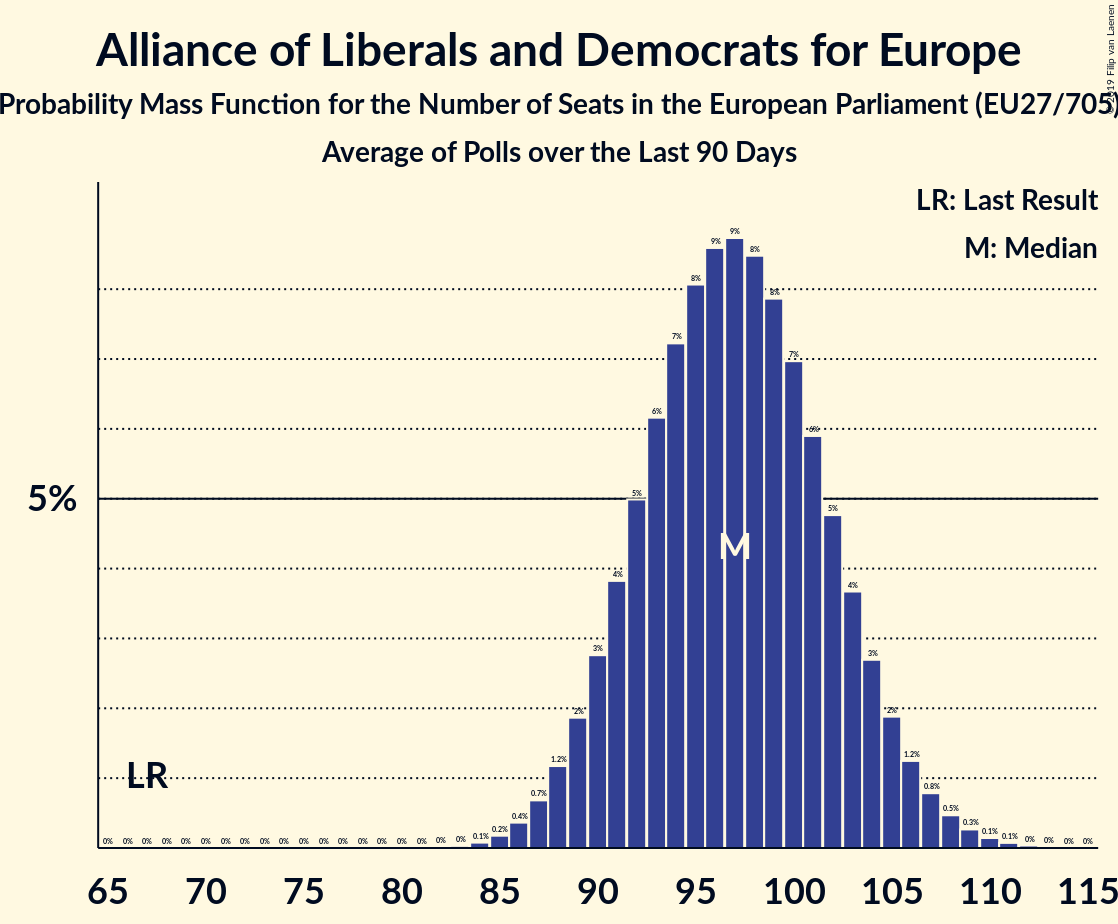 Alliance of Liberals and Democrats for Europe
Probability Mass Function for the Number of Seats in the European Parliament (EU27/705)
Average of Polls over the Last 90 Days
© 2019 Filip van Laenen
LR: Last Result
M: Median
5%
LR
M
0% 0% 0% 0% 0% 0% 0% 0% 0% 0% 0% 0% 0% 0% 0% 0% 0% 0% 0% 0.1% 0.2% 0.4% 0.7% 1.2% 2% 3% 4% 5% 6% 7% 8% 9% 9% 8% 8% 7% 6% 5% 4% 3% 2% 1.2% 0.8% 0.5% 0.3% 0.1% 0.1% 0% 0% 0% 0%
65 70 75 80 85 90 95 100 105 110 115